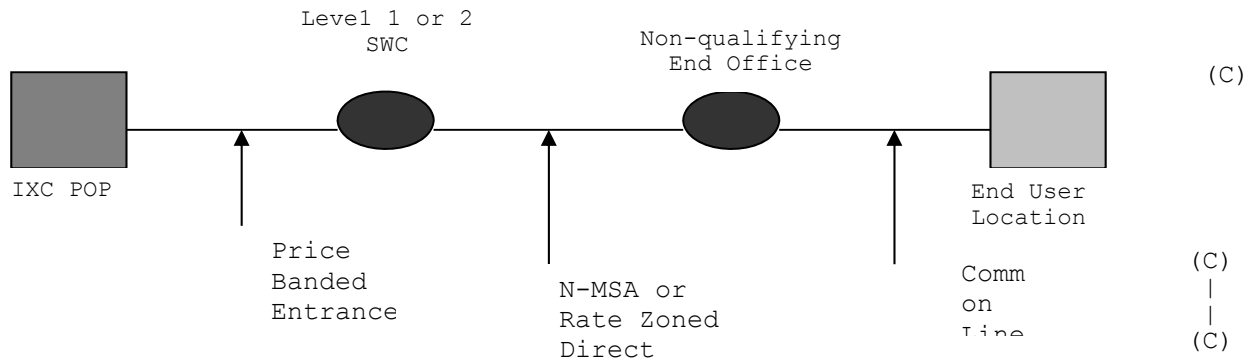 Level 1 or 2
SWC
Non-qualifying
End Office
(C)
IXC POP
End User
Location
Price
Banded
Entrance
N-MSA or
Rate Zoned
Direct
Comm
on
Line
(C)
|
|
(C)